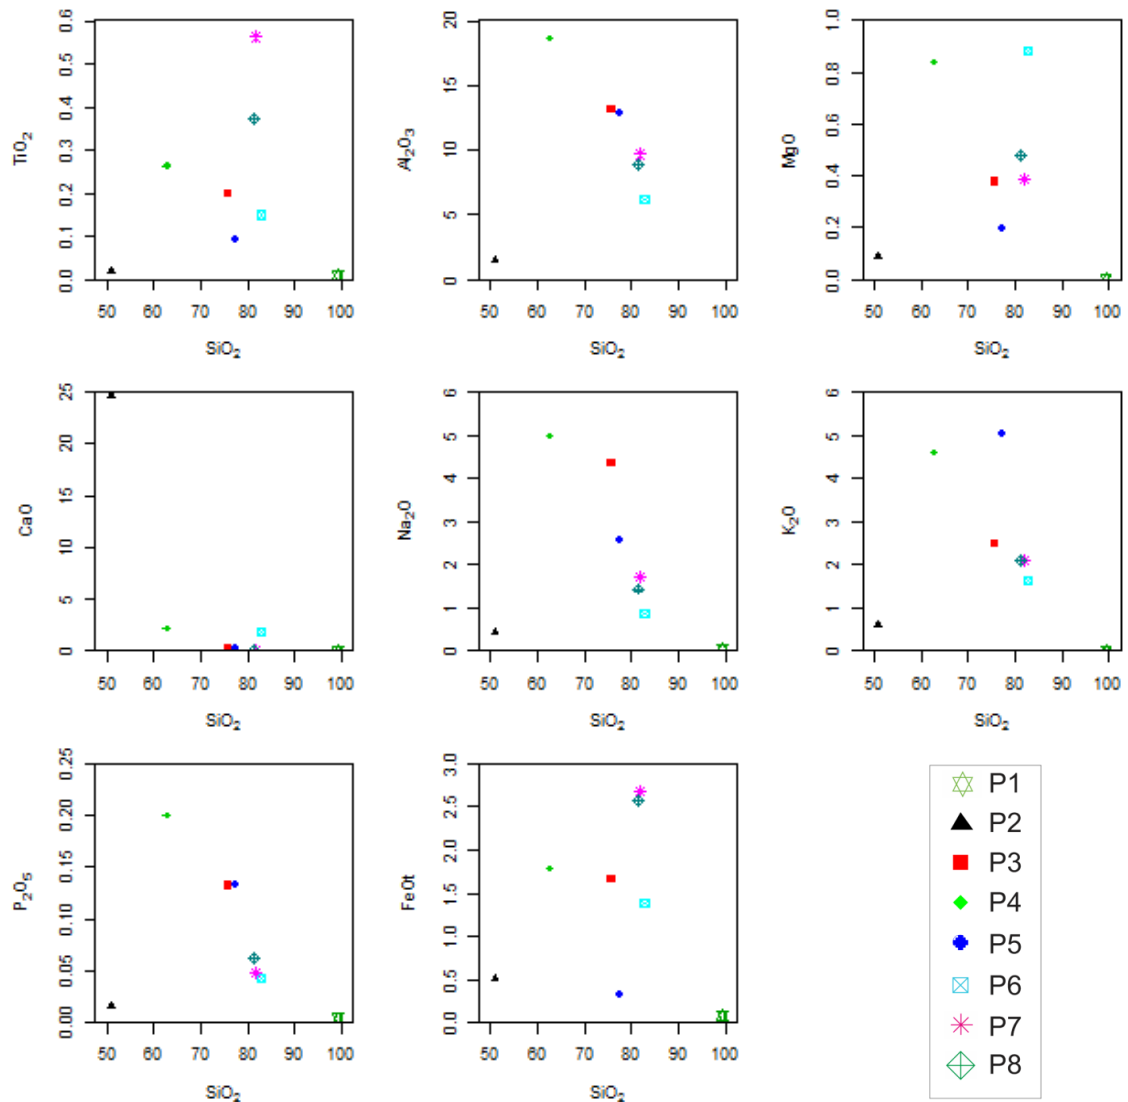 TiO₂
0.0 0.1 0.2 0.3 0.4 0.5 0.6
50 60 70 80 90 100
SiO₂
Al₂O₃
0 5 10 15 20
50 60 70 80 90 100
SiO₂
MgO
0.0 0.2 0.4 0.6 0.8 1.0
50 60 70 80 90 100
SiO₂
CaO
0 5 10 15 20 25
50 60 70 80 90 100
SiO₂
Na₂O
0 1 2 3 4 5 6
50 60 70 80 90 100
SiO₂
K₂O
0 1 2 3 4 5 6
50 60 70 80 90 100
SiO₂
P₂O₅
0.00 0.05 0.10 0.15 0.20 0.25
50 60 70 80 90 100
SiO₂
FeOt
0.0 0.5 1.0 1.5 2.0 2.5 3.0
50 60 70 80 90 100
SiO₂
P1
P2
P3
P4
P5
P6
P7
P8